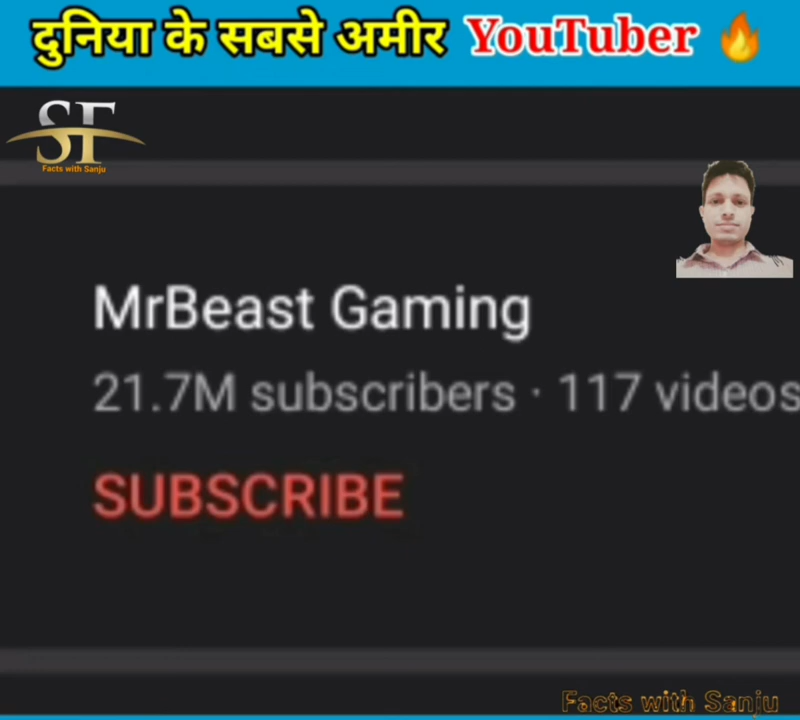 दुनिया के सबसे अमीर YouTuber 🔥
SF
Facts with Sanju
MrBeast Gaming
21.7M subscribers · 117 videos
SUBSCRIBE
Facts with Sanju